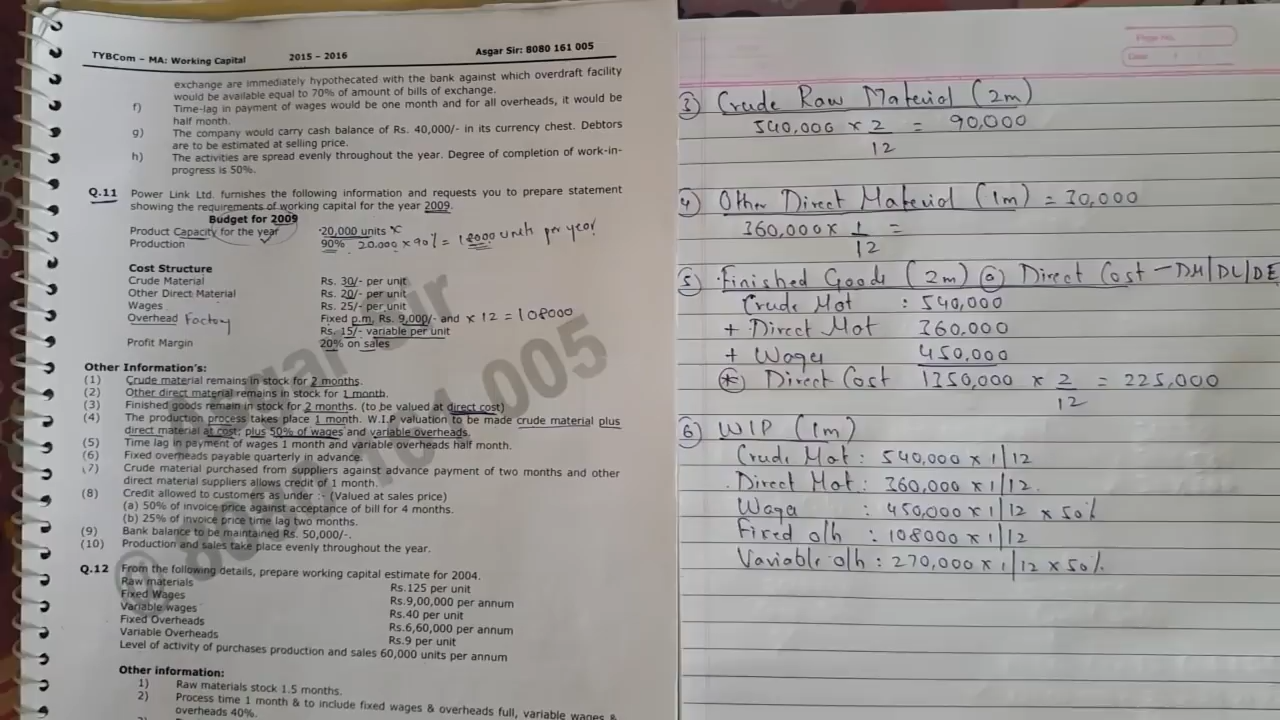 TYBCom – MA: Working Capital 2015 – 2016 Asgar Sir: 8080 161 005
exchange are immediately hypothecated with the bank against which overdraft facility
would be available equal to 70% of amount of bills of exchange.
f) Time-lag in payment of wages would be one month and for all overheads, it would be
half month.
g) The company would carry cash balance of Rs. 40,000/- in its currency chest. Debtors
are to be estimated at selling price.
h) The activities are spread evenly throughout the year. Degree of completion of work-in-
progress is 50%.
Q.11 Power Link Ltd. furnishes the following information and requests you to prepare statement
showing the requirements of working capital for the year 2009.
Budget for 2009
Product Capacity for the year 20,000 units
Production 90% 20.000 × 90% = 18000 units per year
Cost Structure
Crude Material Rs. 30/- per unit
Other Direct Material Rs. 20/- per unit
Wages Rs. 25/- per unit
Overhead Factory Fixed p.m. Rs. 9,000/- and × 12 = 108000
Rs. 15/- variable per unit
Profit Margin 20% on sales
Other Information's:
(1) Crude material remains in stock for 2 months.
(2) Other direct material remains in stock for 1 month.
(3) Finished goods remain in stock for 2 months. (to be valued at direct cost)
(4) The production process takes place 1 month. W.I.P valuation to be made crude material plus
direct material at cost; plus 50% of wages and variable overheads.
(5) Time lag in payment of wages 1 month and variable overheads half month.
(6) Fixed overheads payable quarterly in advance.
(7) Crude material purchased from suppliers against advance payment of two months and other
direct material suppliers allows credit of 1 month.
(8) Credit allowed to customers as under :- (Valued at sales price)
(a) 50% of invoice price against acceptance of bill for 4 months.
(b) 25% of invoice price time lag two months.
(9) Bank balance to be maintained Rs. 50,000/-.
(10) Production and sales take place evenly throughout the year.
Q.12 From the following details, prepare working capital estimate for 2004.
Raw materials Rs.125 per unit
Fixed Wages Rs.9,00,000 per annum
Variable wages Rs.40 per unit
Fixed Overheads Rs.6,60,000 per annum
Variable Overheads Rs.9 per unit
Level of activity of purchases production and sales 60,000 units per annum
Other information:
1) Raw materials stock 1.5 months.
2) Process time 1 month & to include fixed wages & overheads full, variable wages &
overheads 40%.
Asgar Sir
@ 8080 161 005
Page No.
Date
③ Crude Raw Material (2m)
540,000 × 2 = 90,000
12
④ Other Direct Material (1m) = 30,000
360,000 × 1 =
12
⑤ Finished Goods (2m) @ Direct Cost – DM/DL/DE
Crude Mat : 540,000
+ Direct Mat 360,000
+ Wages 450,000
Direct Cost 1350,000 × 2 = 225,000
12
⑥ WIP (1m)
Crude Mat : 540,000 × 1/12
Direct Mat : 360,000 × 1/12.
Wages : 450,000 × 1/12 × 50%
Fixed o/h : 108000 × 1/12
Variable o/h : 270,000 × 1/12 × 50%